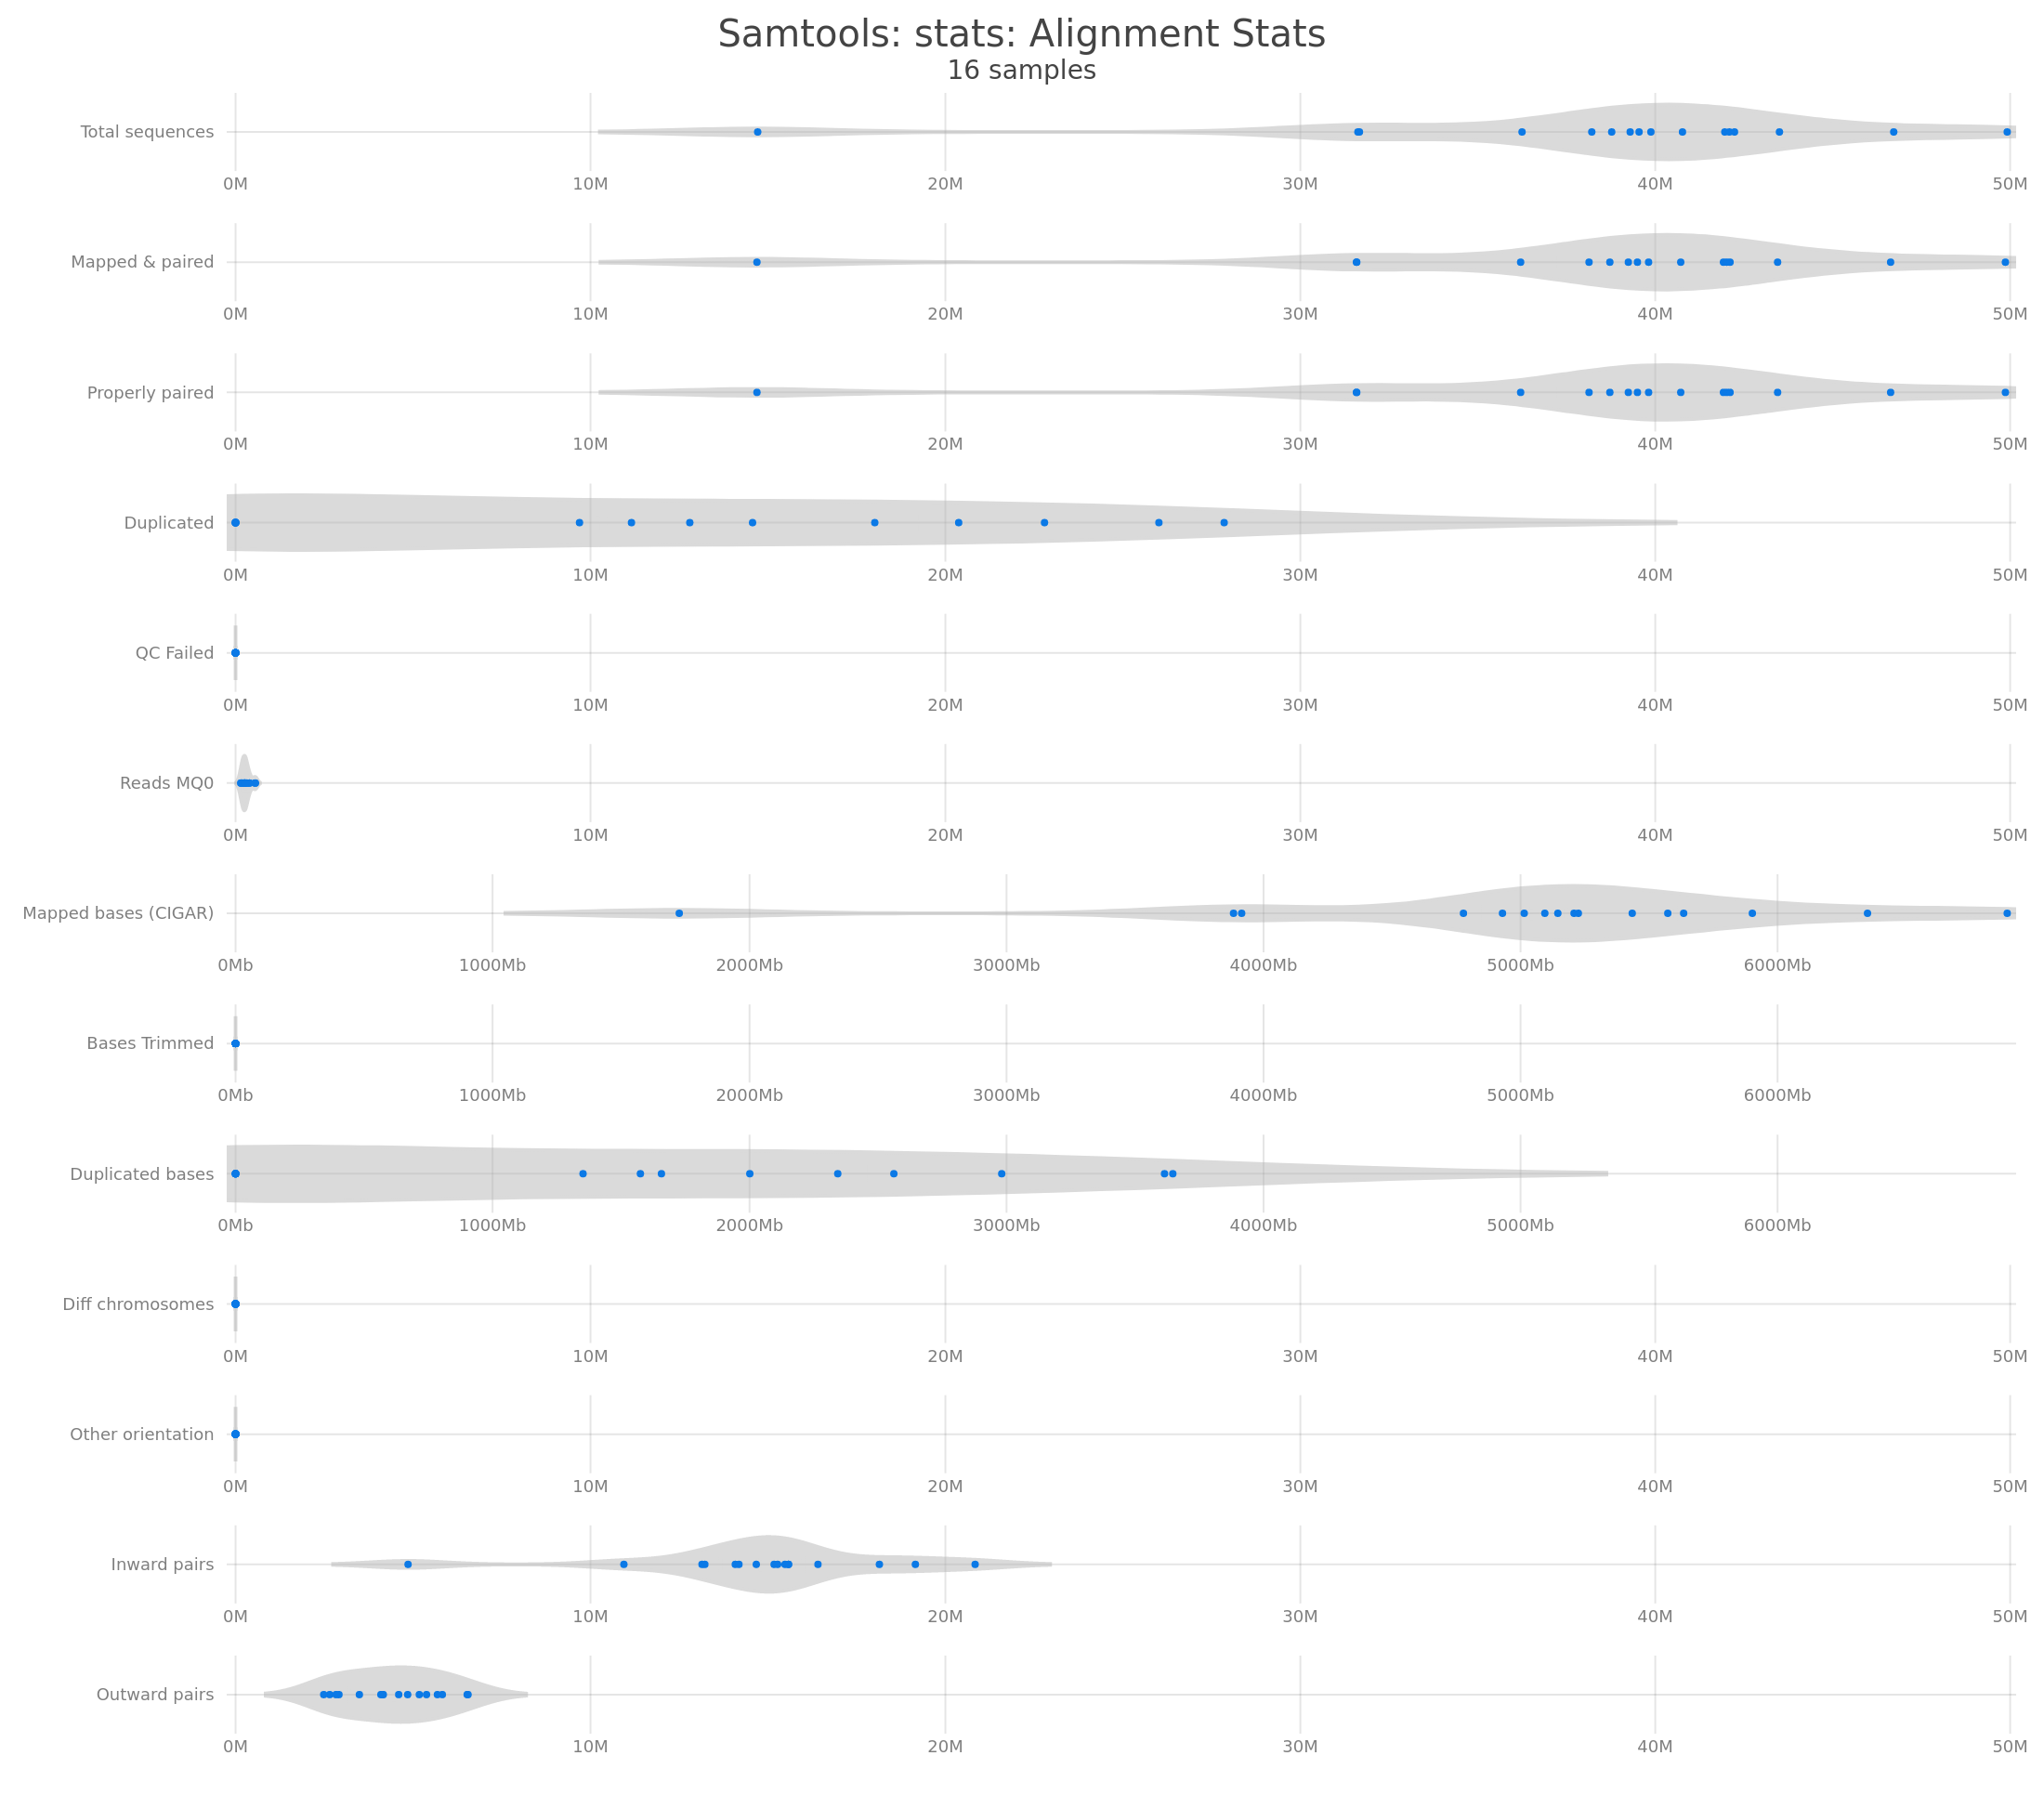 Samtools: stats: Alignment Stats
16 samples
Total sequences
0M 10M 20M 30M 40M 50M
Mapped & paired
0M 10M 20M 30M 40M 50M
Properly paired
0M 10M 20M 30M 40M 50M
Duplicated
0M 10M 20M 30M 40M 50M
QC Failed
0M 10M 20M 30M 40M 50M
Reads MQ0
0M 10M 20M 30M 40M 50M
Mapped bases (CIGAR)
0Mb 1000Mb 2000Mb 3000Mb 4000Mb 5000Mb 6000Mb
Bases Trimmed
0Mb 1000Mb 2000Mb 3000Mb 4000Mb 5000Mb 6000Mb
Duplicated bases
0Mb 1000Mb 2000Mb 3000Mb 4000Mb 5000Mb 6000Mb
Diff chromosomes
0M 10M 20M 30M 40M 50M
Other orientation
0M 10M 20M 30M 40M 50M
Inward pairs
0M 10M 20M 30M 40M 50M
Outward pairs
0M 10M 20M 30M 40M 50M